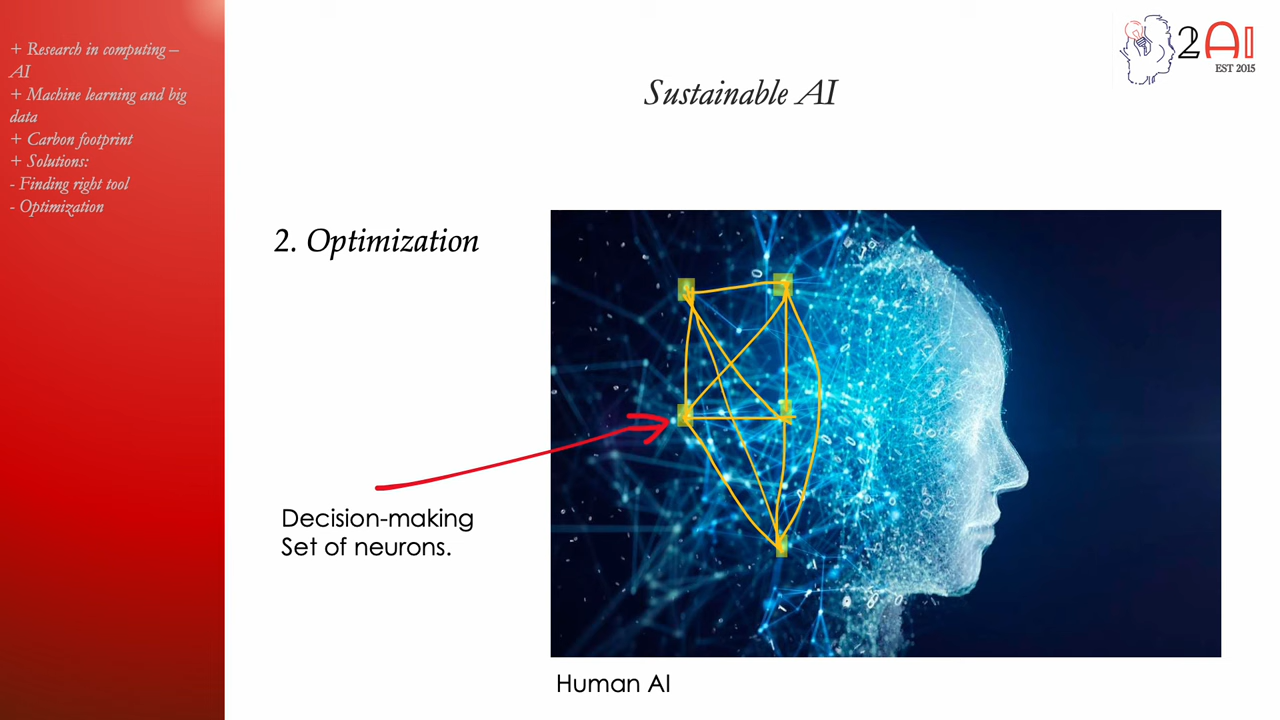 + Research in computing –
AI
+ Machine learning and big
data
+ Carbon footprint
+ Solutions:
- Finding right tool
- Optimization
2AI
EST 2015
Sustainable AI
2. Optimization
Decision-making
Set of neurons.
Human AI